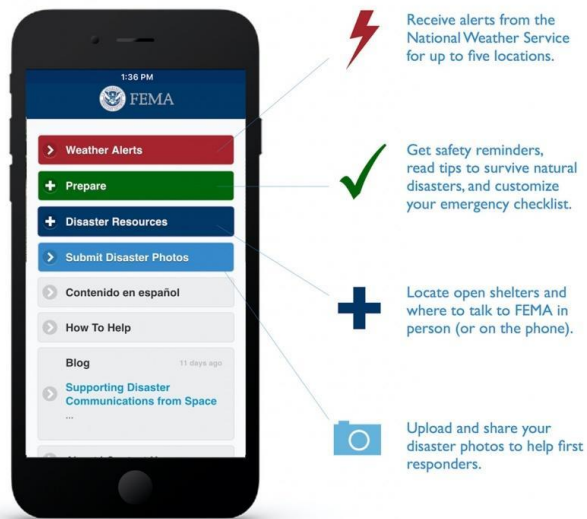 1:36 PM
FEMA
Weather Alerts
Prepare
Disaster Resources
Submit Disaster Photos
Contenido en español
How To Help
Blog 11 days ago
Supporting Disaster
Communications from Space
...
Receive alerts from the
National Weather Service
for up to five locations.
Get safety reminders,
read tips to survive natural
disasters, and customize
your emergency checklist.
Locate open shelters and
where to talk to FEMA in
person (or on the phone).
Upload and share your
disaster photos to help first
responders.